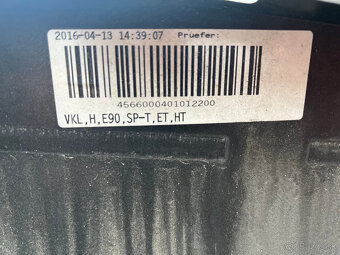 2016-04-13 14:39:07 Pruefer:
4566000401012200
VKL,H,E90,SP-T,ET,HT